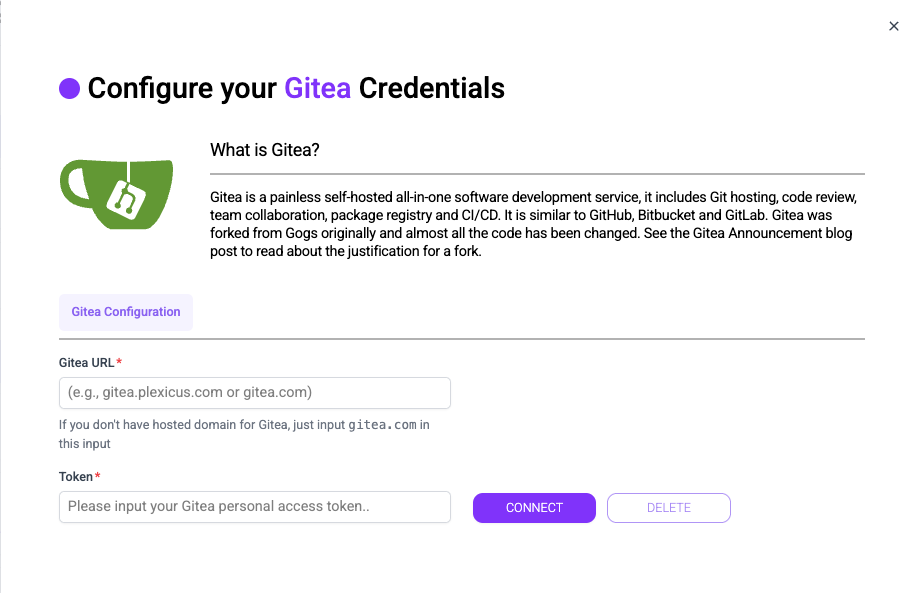 Configure your Gitea Credentials
What is Gitea?
Gitea is a painless self-hosted all-in-one software development service, it includes Git hosting, code review,
team collaboration, package registry and CI/CD. It is similar to GitHub, Bitbucket and GitLab. Gitea was
forked from Gogs originally and almost all the code has been changed. See the Gitea Announcement blog
post to read about the justification for a fork.
Gitea Configuration
Gitea URL*
(e.g., gitea.plexicus.com or gitea.com)
If you don't have hosted domain for Gitea, just input gitea.com in
this input
Token*
Please input your Gitea personal access token..
CONNECT
DELETE